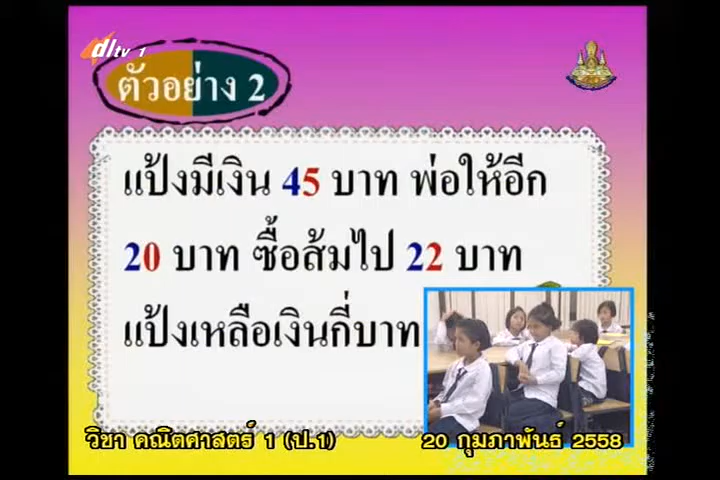 dltv 1
ตัวอย่าง 2
แป้งมีเงิน 45 บาท พ่อให้อีก
20 บาท ซื้อส้มไป 22 บาท
แป้งเหลือเงินกี่บาท
วิชา คณิตศาสตร์ 1 (ป.1)
20 กุมภาพันธ์ 2558